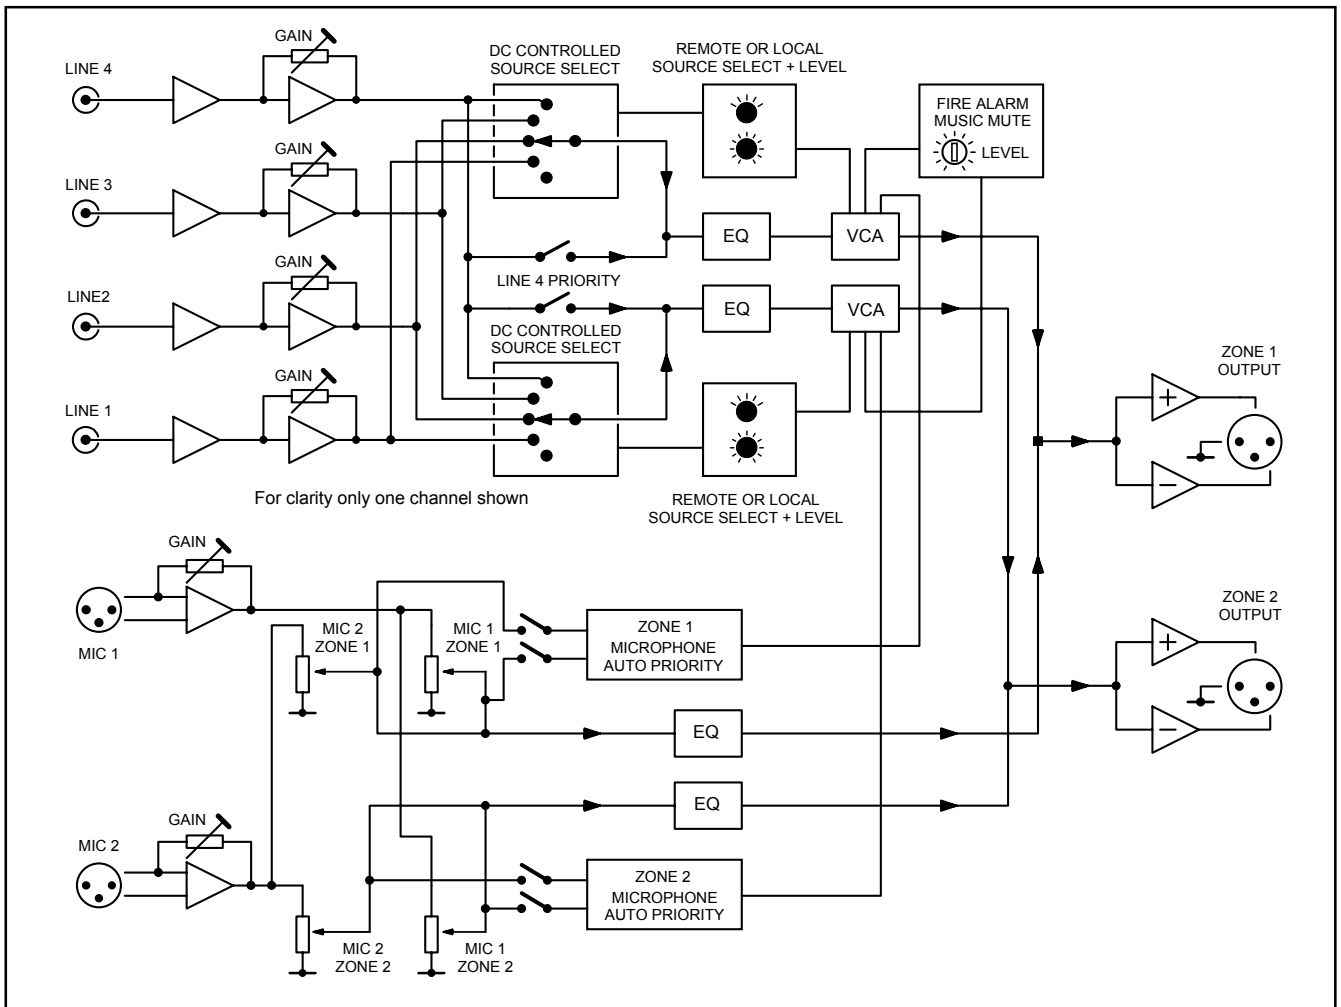 GAIN
LINE 4
DC CONTROLLED
SOURCE SELECT
REMOTE OR LOCAL
SOURCE SELECT + LEVEL
FIRE ALARM
MUSIC MUTE
LEVEL
GAIN
LINE 3
EQ
VCA
LINE 4 PRIORITY
GAIN
LINE2
EQ
VCA
DC CONTROLLED
SOURCE SELECT
GAIN
LINE 1
ZONE 1
OUTPUT
+
−
For clarity only one channel shown
REMOTE OR LOCAL
SOURCE SELECT + LEVEL
GAIN
MIC 1
MIC 2
ZONE 1
MIC 1
ZONE 1
ZONE 1
MICROPHONE
AUTO PRIORITY
ZONE 2
OUTPUT
+
−
EQ
EQ
GAIN
MIC 2
ZONE 2
MICROPHONE
AUTO PRIORITY
MIC 2
ZONE 2
MIC 1
ZONE 2